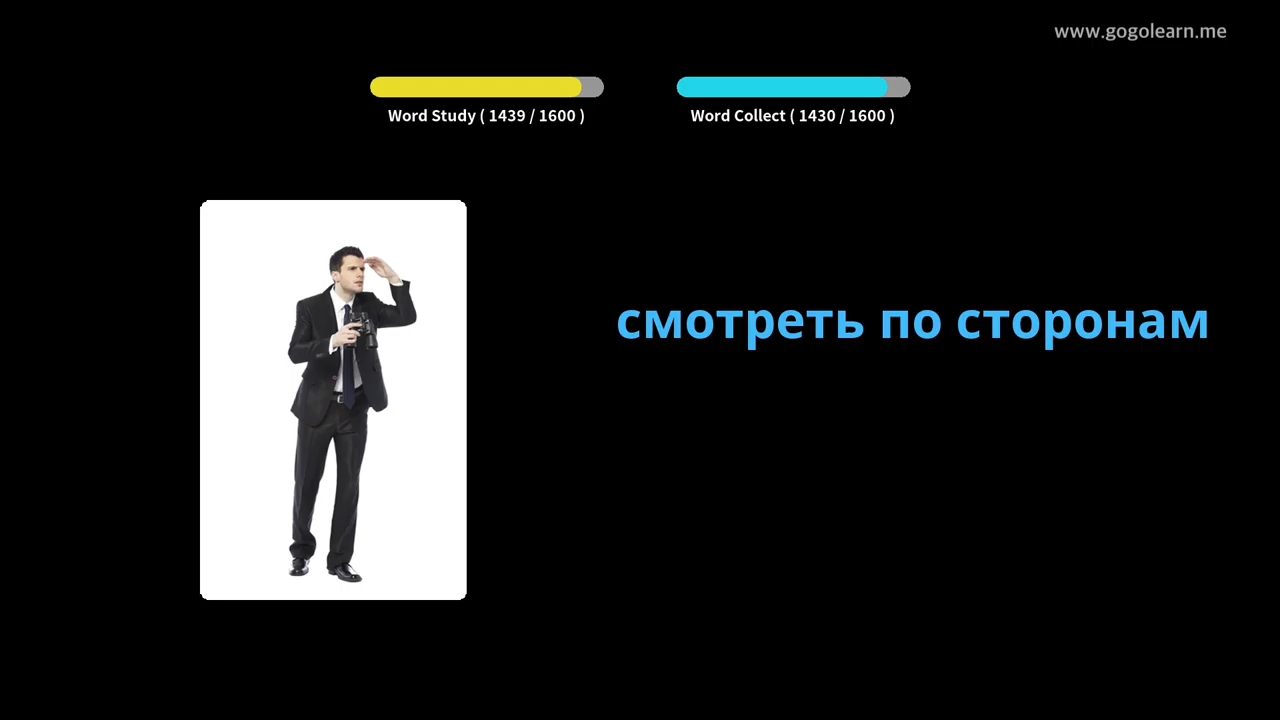 www.gogolearn.me
Word Study ( 1439 / 1600 )
Word Collect ( 1430 / 1600 )
смотреть по сторонам